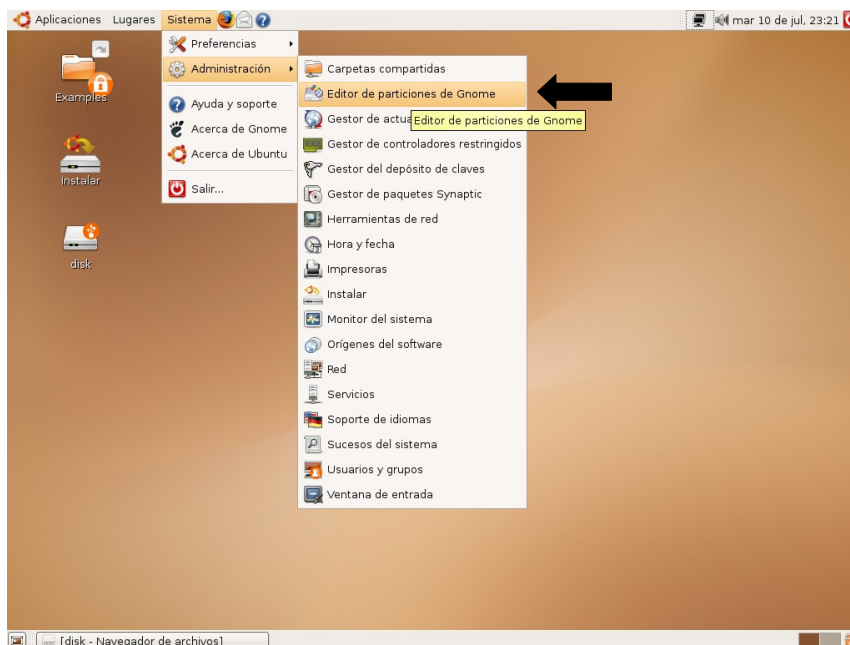 Aplicaciones Lugares Sistema mar 10 de jul, 23:21
Preferencias
Administración
Ayuda y soporte
Acerca de Gnome
Acerca de Ubuntu
Salir...
Carpetas compartidas
Editor de particiones de Gnome
Gestor de actu
Editor de particiones de Gnome
Gestor de controladores restringidos
Gestor del depósito de claves
Gestor de paquetes Synaptic
Herramientas de red
Hora y fecha
Impresoras
Instalar
Monitor del sistema
Orígenes del software
Red
Servicios
Soporte de idiomas
Sucesos del sistema
Usuarios y grupos
Ventana de entrada
Examples
Instalar
disk
[disk - Navegador de archivos]